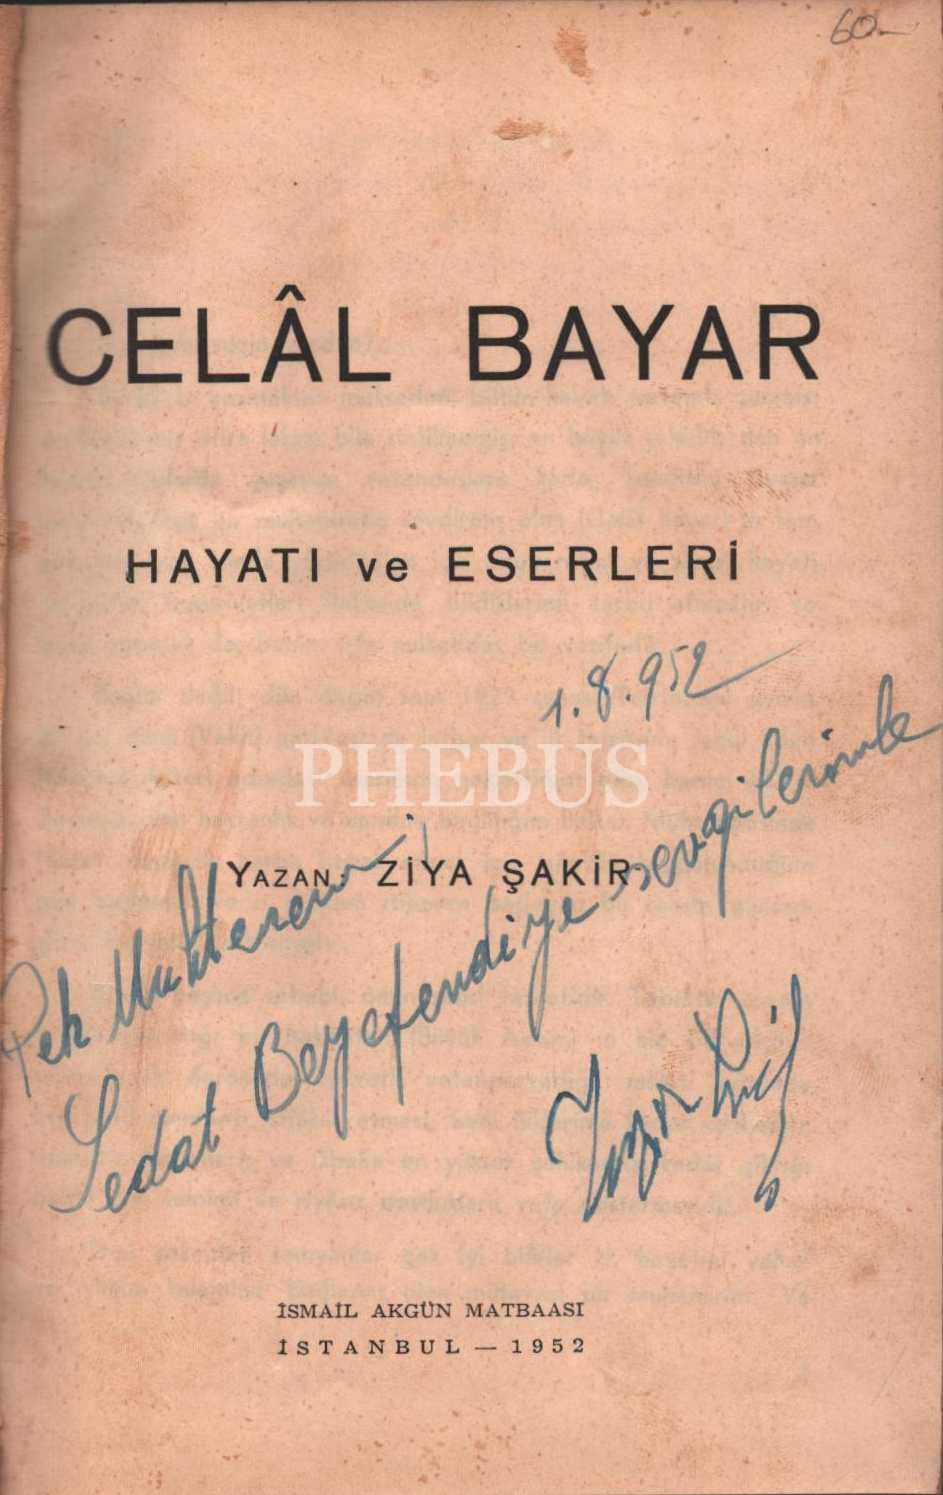 60.-
CELÂL BAYAR
HAYATI ve ESERLERİ
1.8.952
PHEBUS
YAZAN: ZİYA ŞAKİR
Pek Muhterem
Sedat Beyefendiye sevgilerimle
İSMAİL AKGÜN MATBAASI
İSTANBUL — 1952